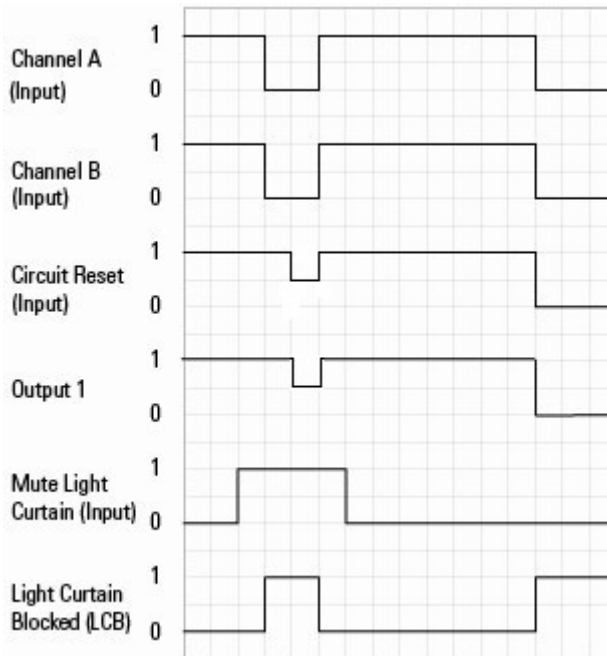 Channel A
(Input)
1
0
Channel B
(Input)
1
0
Circuit Reset
(Input)
1
0
Output 1
1
0
Mute Light
Curtain (Input)
1
0
Light Curtain
Blocked (LCB)
1
0